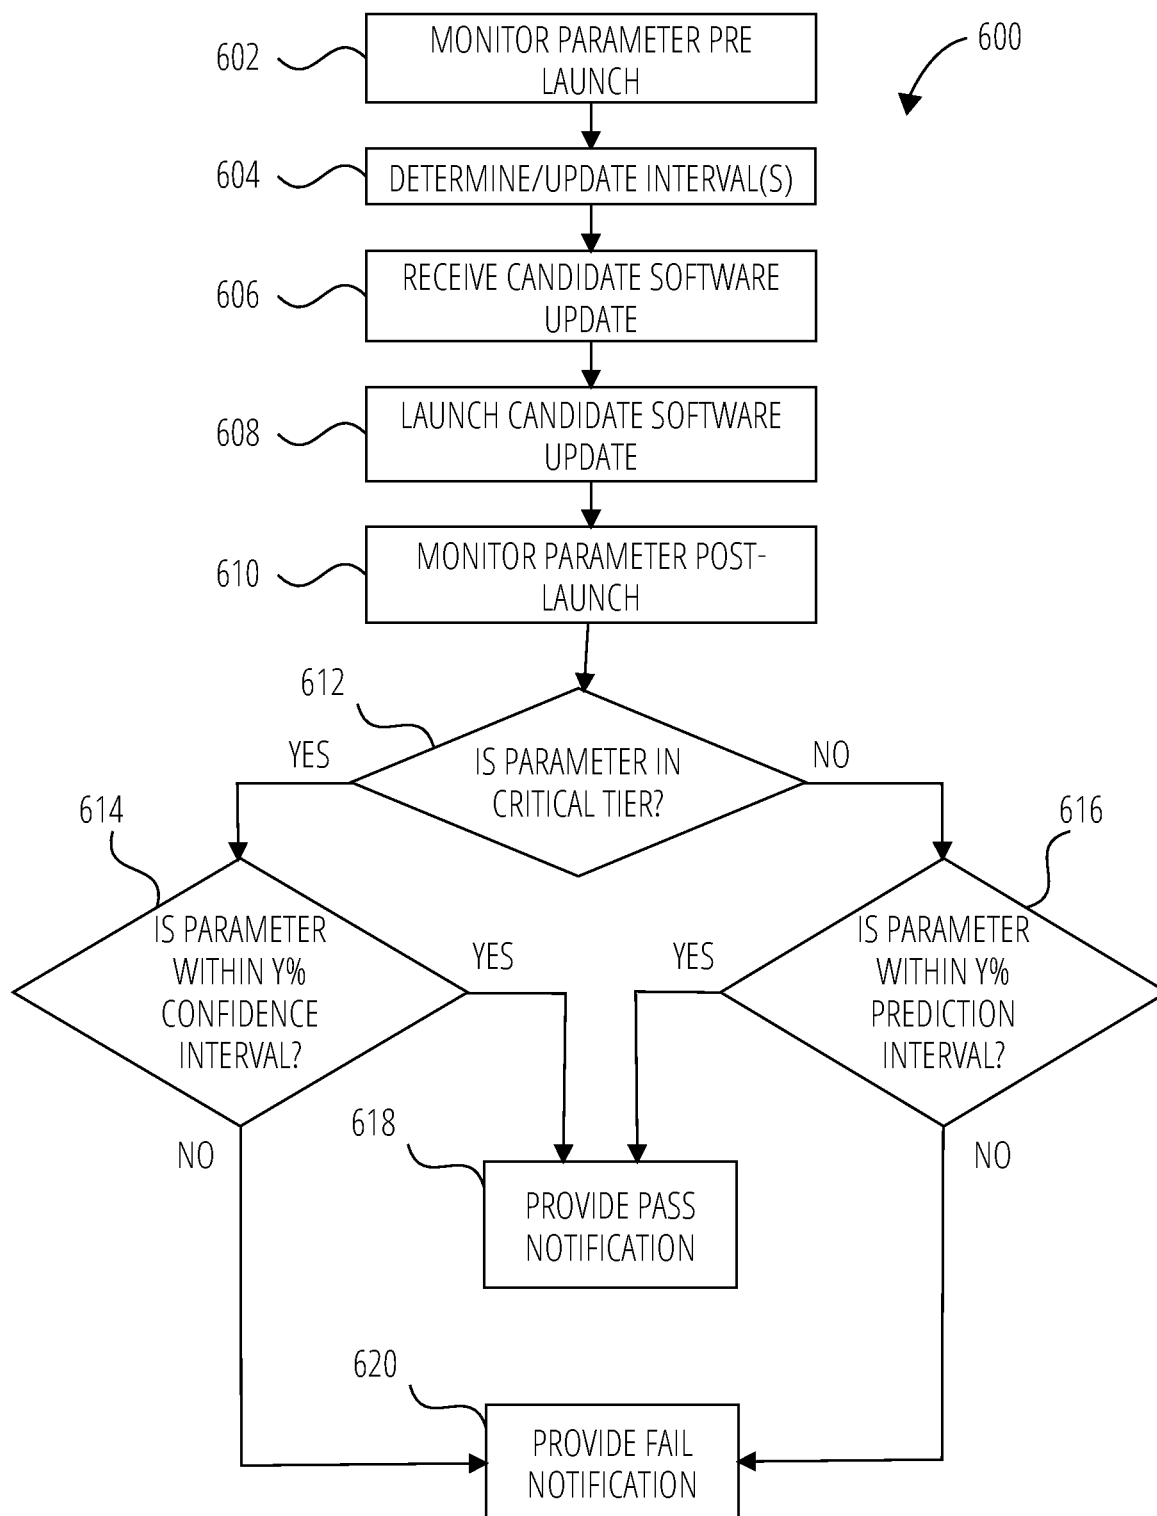 MONITOR PARAMETER PRE
LAUNCH
602
600
DETERMINE/UPDATE INTERVAL(S)
604
RECEIVE CANDIDATE SOFTWARE
UPDATE
606
LAUNCH CANDIDATE SOFTWARE
UPDATE
608
MONITOR PARAMETER POST-
LAUNCH
610
612
YES
NO
IS PARAMETER IN
CRITICAL TIER?
614
616
IS PARAMETER
WITHIN Y%
CONFIDENCE
INTERVAL?
YES
YES
IS PARAMETER
WITHIN Y%
PREDICTION
INTERVAL?
NO
618
NO
PROVIDE PASS
NOTIFICATION
620
PROVIDE FAIL
NOTIFICATION